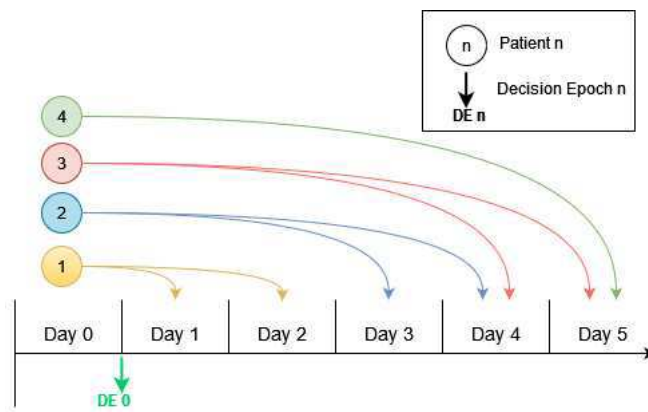 n Patient n
Decision Epoch n
DE n
4
3
2
1
Day 0 Day 1 Day 2 Day 3 Day 4 Day 5
DE 0